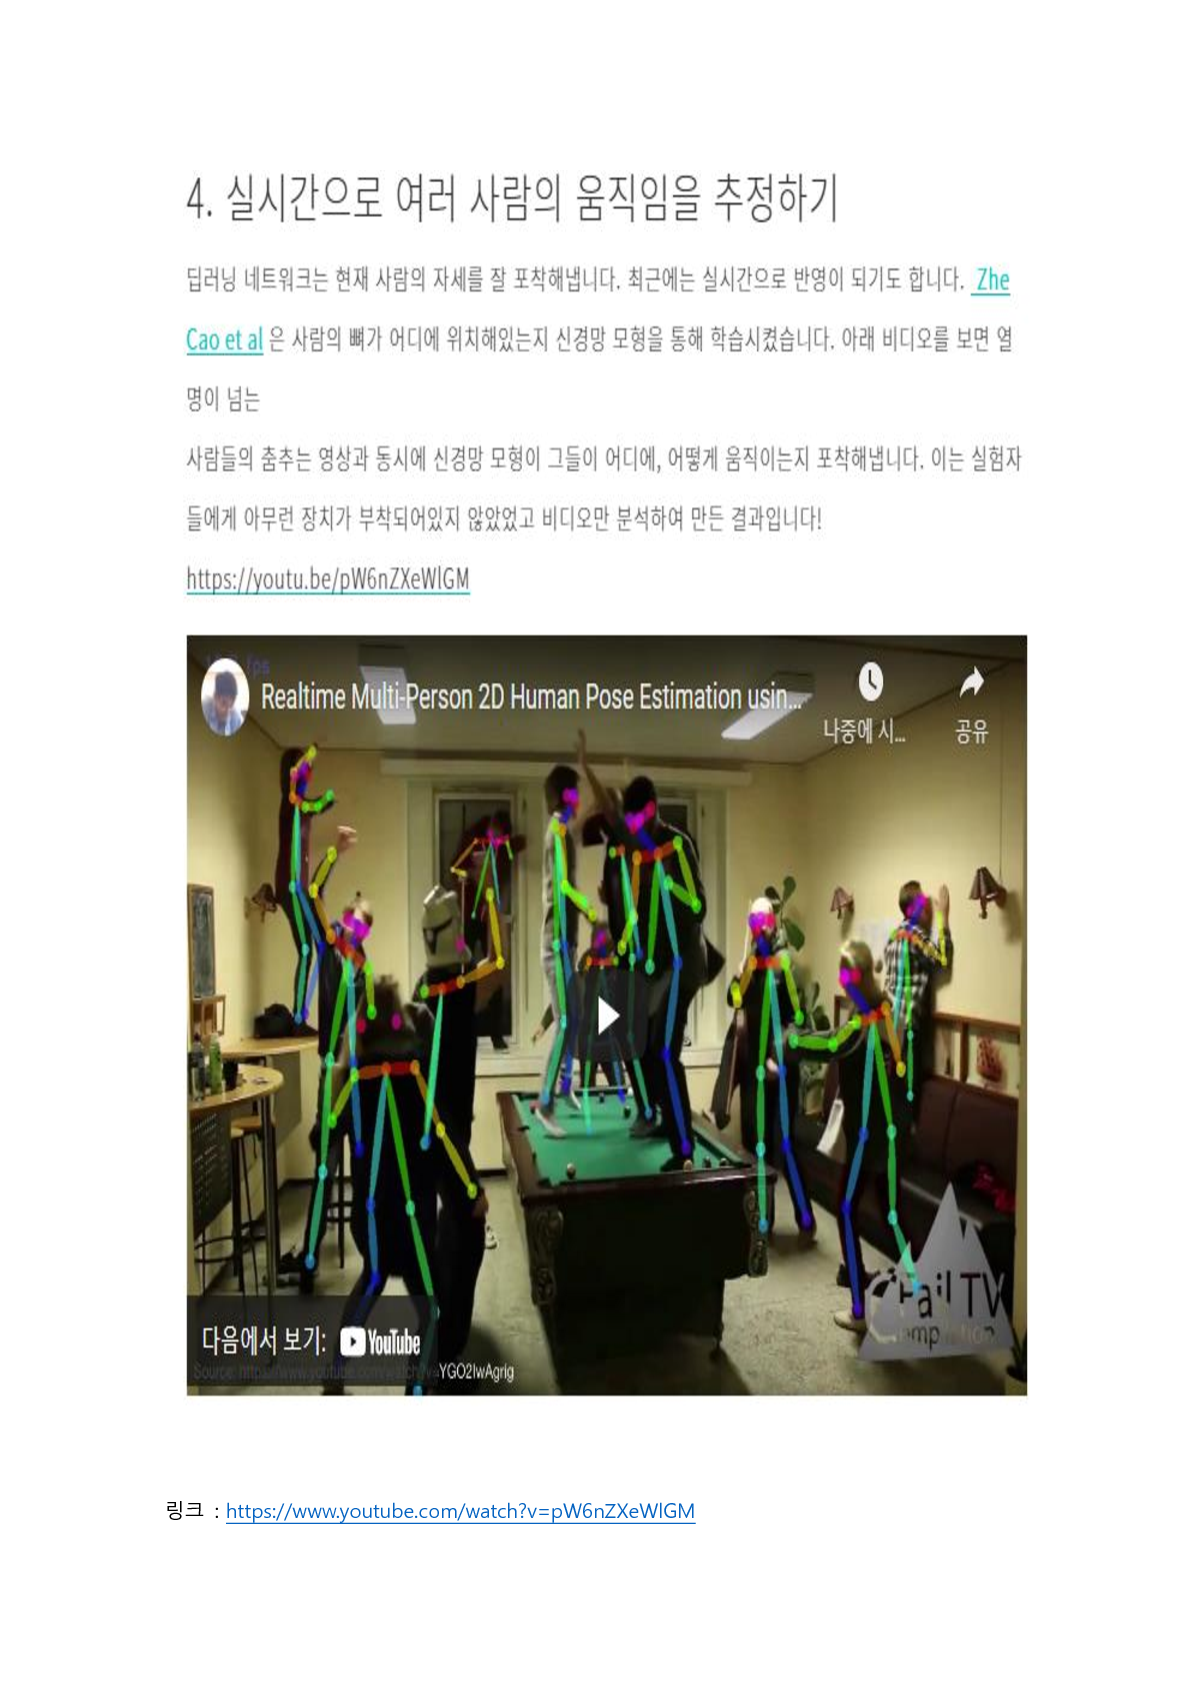 4. 실시간으로 여러 사람의 움직임을 추정하기
딥러닝 네트워크는 현재 사람의 자세를 잘 포착해냅니다. 최근에는 실시간으로 반영이 되기도 합니다. Zhe
Cao et al 은 사람의 뼈가 어디에 위치해있는지 신경망 모형을 통해 학습시켰습니다. 아래 비디오를 보면 열
명이 넘는
사람들의 춤추는 영상과 동시에 신경망 모형이 그들이 어디에, 어떻게 움직이는지 포착해냅니다. 이는 실험자
들에게 아무런 장치가 부착되어있지 않았었고 비디오만 분석하여 만든 결과입니다!
https://youtu.be/pW6nZXeWlGM
fps
Realtime Multi-Person 2D Human Pose Estimation usin...
나중에 시...
공유
Fail TV
다음에서 보기: YouTube
Source: https://www.youtube.com/watch?v=YGO2IwAgrig
링크 : https://www.youtube.com/watch?v=pW6nZXeWlGM